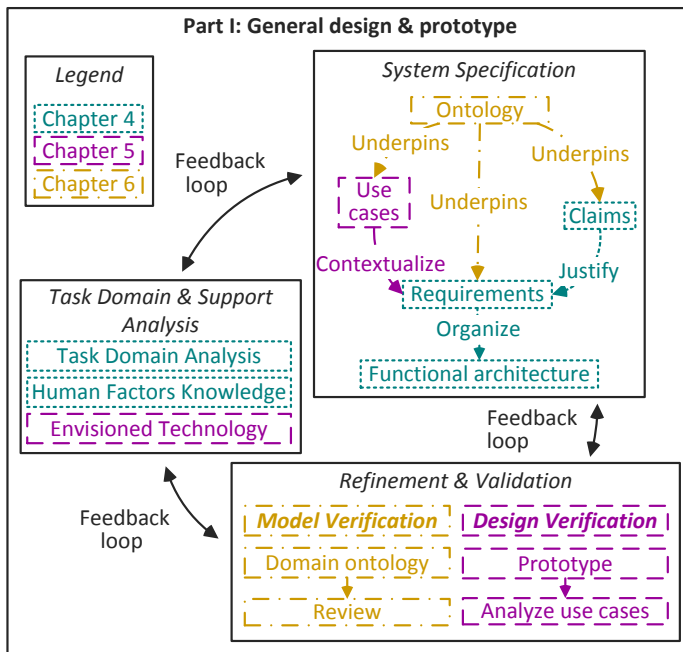 Part I: General design & prototype
Legend
Chapter 4
Chapter 5
Chapter 6
Feedback
loop
System Specification
Ontology
Underpins
Underpins
Underpins
Use
cases
Claims
Contextualize
Justify
Requirements
Organize
Functional architecture
Task Domain & Support
Analysis
Task Domain Analysis
Human Factors Knowledge
Envisioned Technology
Feedback
loop
Feedback
loop
Refinement & Validation
Model Verification
Domain ontology
Review
Design Verification
Prototype
Analyze use cases